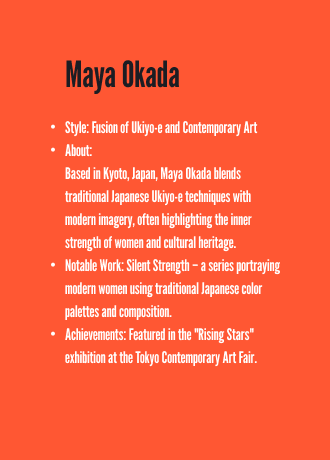 Maya Okada
• Style: Fusion of Ukiyo-e and Contemporary Art
• About:
Based in Kyoto, Japan, Maya Okada blends
traditional Japanese Ukiyo-e techniques with
modern imagery, often highlighting the inner
strength of women and cultural heritage.
• Notable Work: Silent Strength – a series portraying
modern women using traditional Japanese color
palettes and composition.
• Achievements: Featured in the "Rising Stars"
exhibition at the Tokyo Contemporary Art Fair.